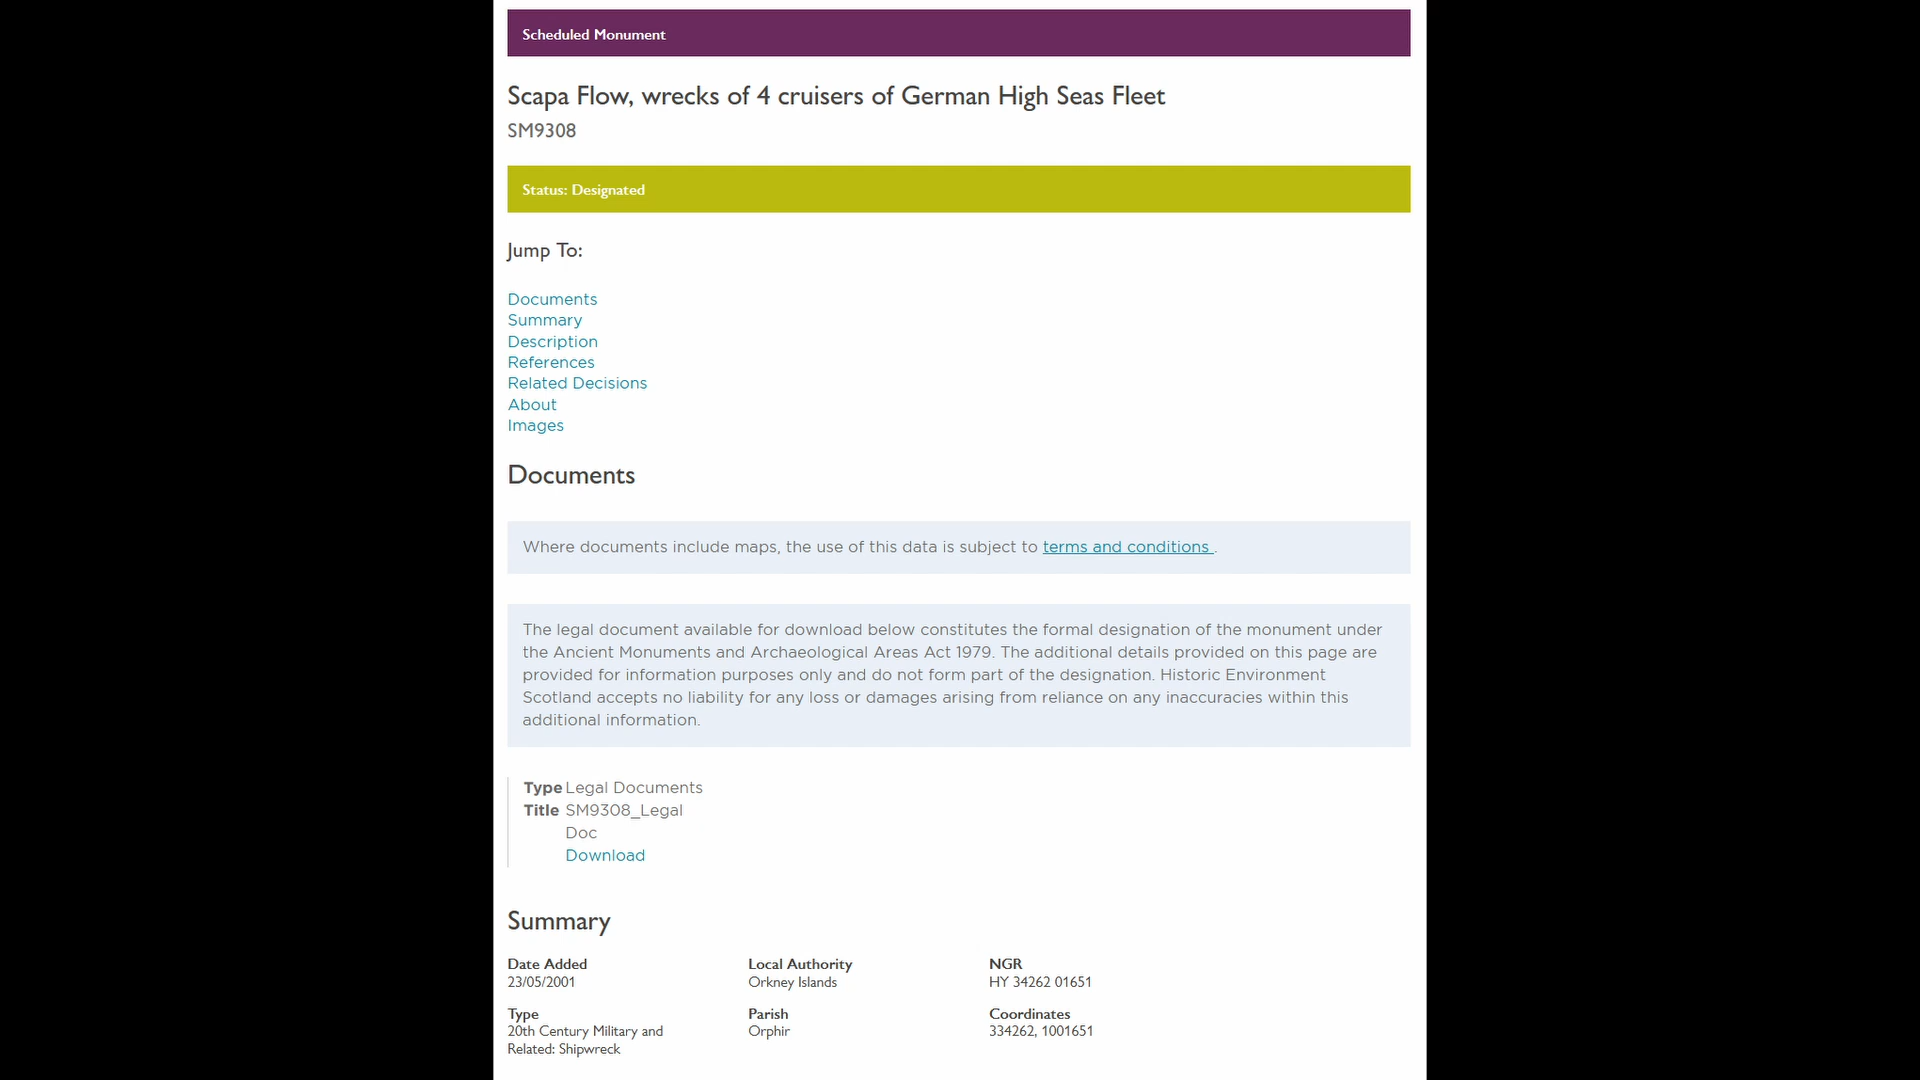 Scheduled Monument
Scapa Flow, wrecks of 4 cruisers of German High Seas Fleet
SM9308
Status: Designated
Jump To:
Documents
Summary
Description
References
Related Decisions
About
Images
Documents
Where documents include maps, the use of this data is subject to terms and conditions .
The legal document available for download below constitutes the formal designation of the monument under
the Ancient Monuments and Archaeological Areas Act 1979. The additional details provided on this page are
provided for information purposes only and do not form part of the designation. Historic Environment
Scotland accepts no liability for any loss or damages arising from reliance on any inaccuracies within this
additional information.
Type Legal Documents
Title SM9308_Legal
Doc
Download
Summary
Date Added Local Authority NGR
23/05/2001 Orkney Islands HY 34262 01651
Type Parish Coordinates
20th Century Military and Orphir 334262, 1001651
Related: Shipwreck